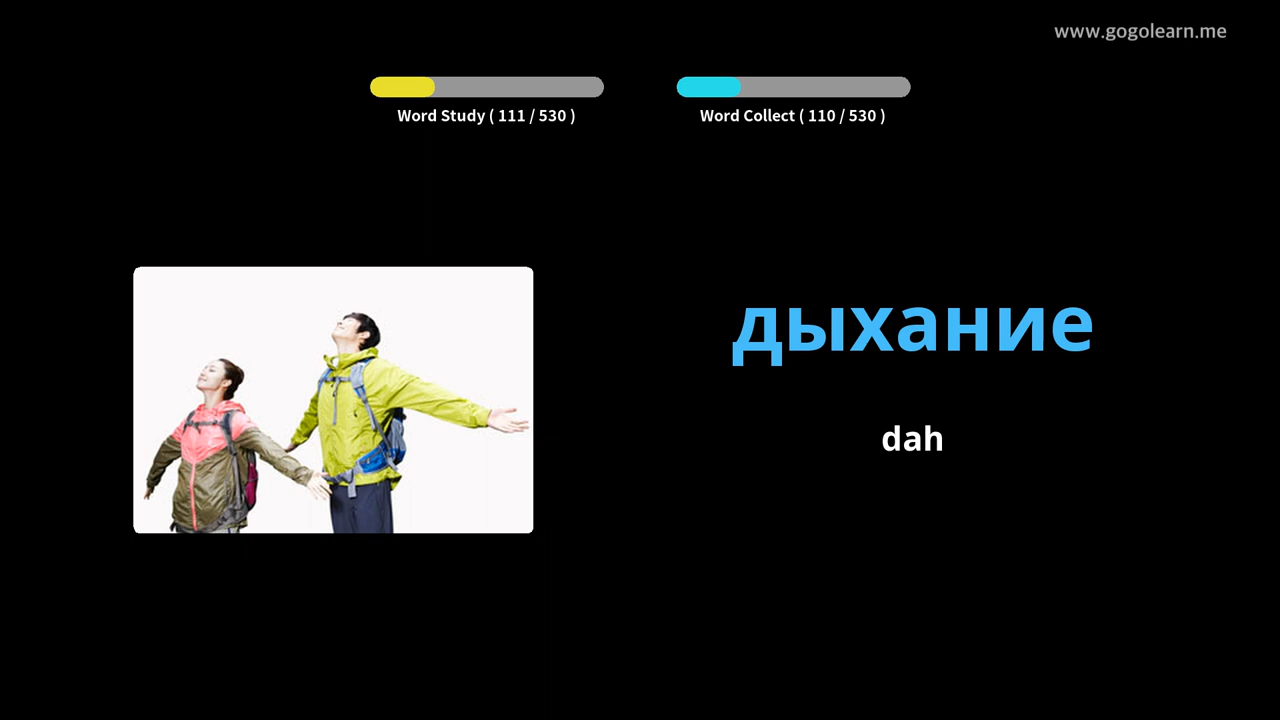 www.gogolearn.me
Word Study ( 111 / 530 )
Word Collect ( 110 / 530 )
дыхание
dah